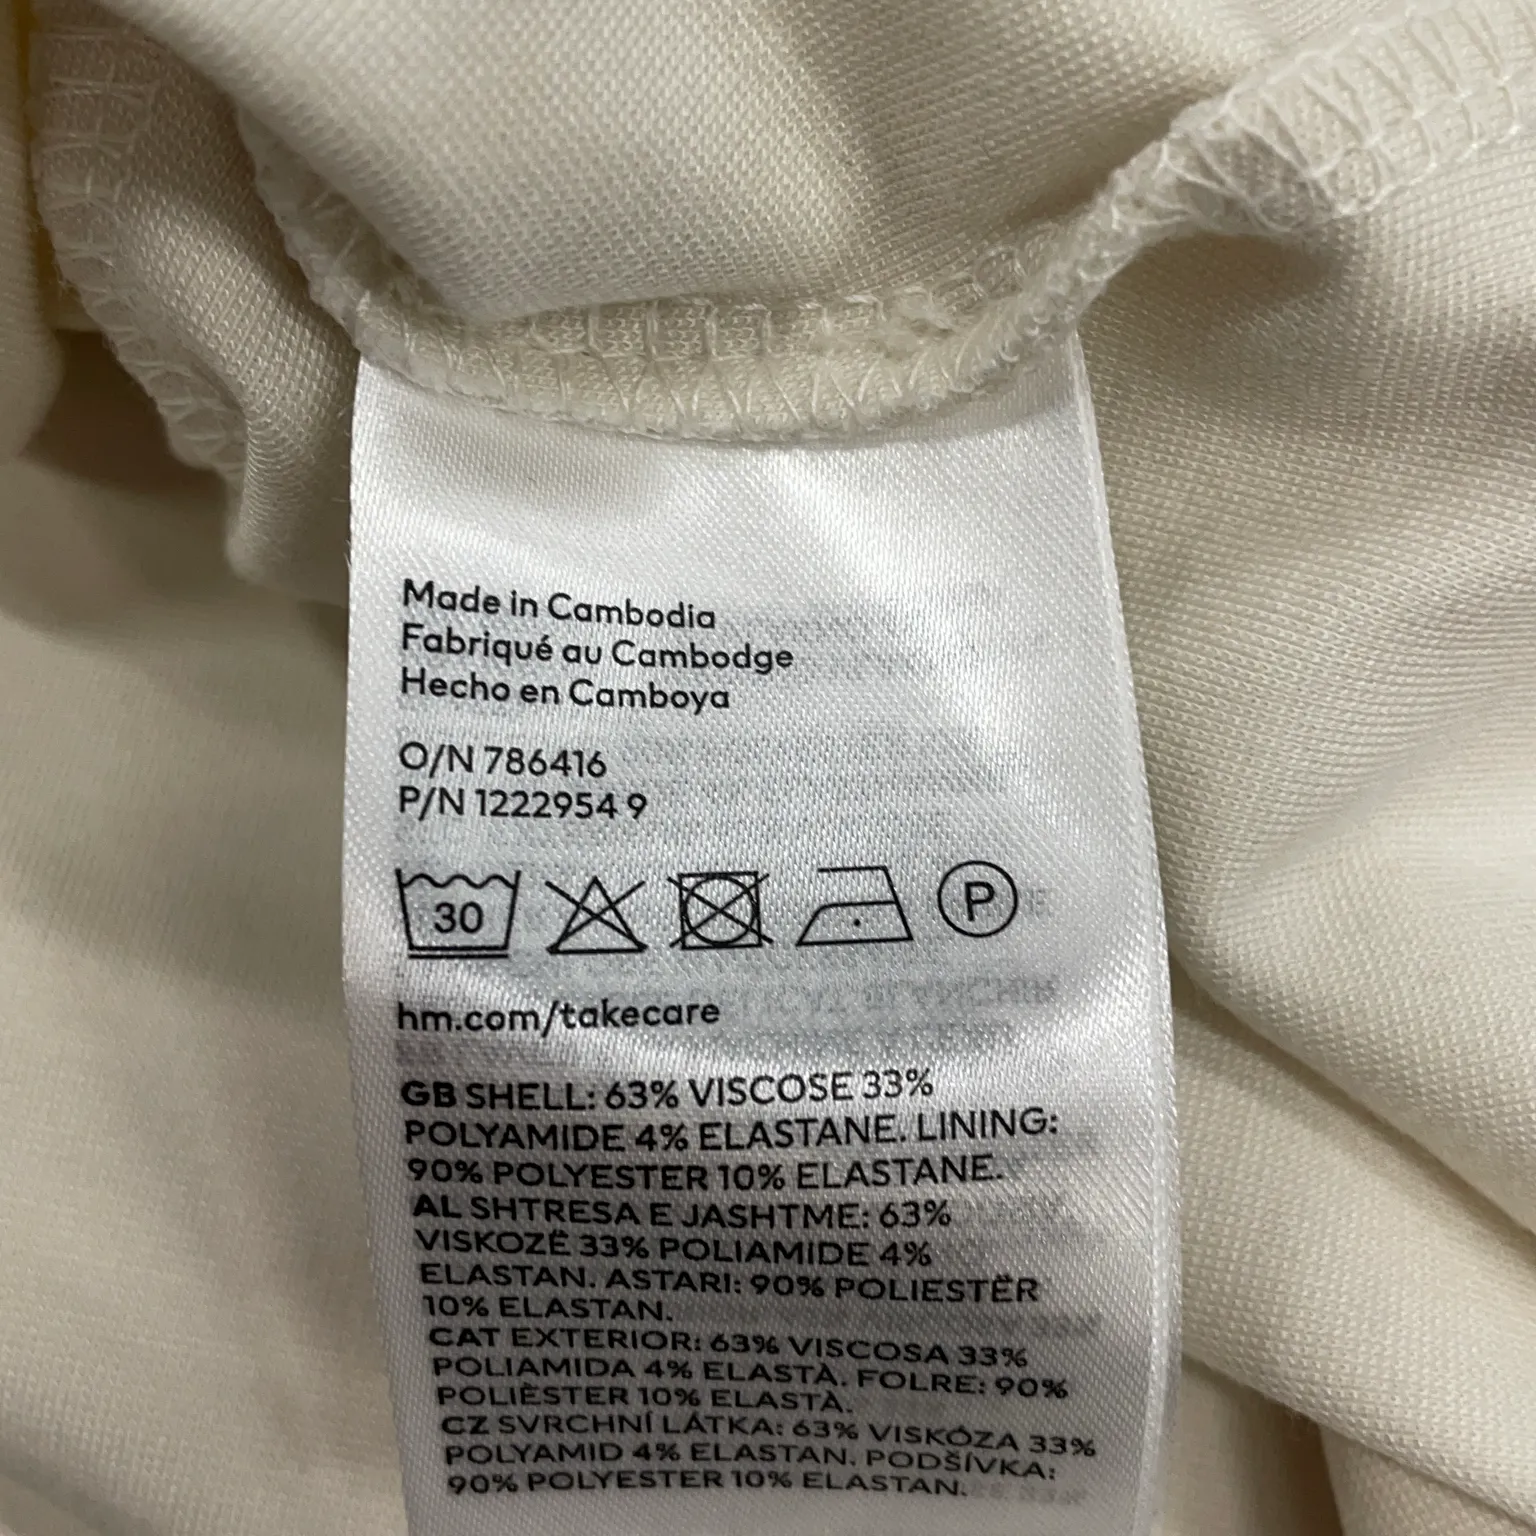 Made in Cambodia
Fabriqué au Cambodge
Hecho en Camboya
O/N 786416
P/N 1222954 9
30
P
hm.com/takecare
GB SHELL: 63% VISCOSE 33%
POLYAMIDE 4% ELASTANE. LINING:
90% POLYESTER 10% ELASTANE.
AL SHTRESA E JASHTME: 63%
VISKOZË 33% POLIAMIDE 4%
ELASTAN. ASTARI: 90% POLIESTËR
10% ELASTAN.
CAT EXTERIOR: 63% VISCOSA 33%
POLIAMIDA 4% ELASTÀ. FOLRE: 90%
POLIÈSTER 10% ELASTÀ.
CZ SVRCHNÍ LÁTKA: 63% VISKÓZA 33%
POLYAMID 4% ELASTAN. PODŠÍVKA:
90% POLYESTER 10% ELASTAN.